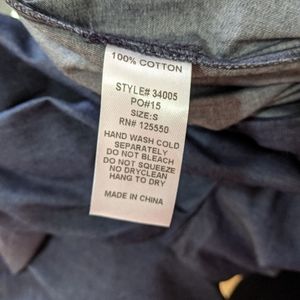 100% COTTON
STYLE# 34005
PO#15
SIZE:S
RN# 125550
HAND WASH COLD
SEPARATELY
DO NOT BLEACH
DO NOT SQUEEZE
NO DRYCLEAN
HANG TO DRY
MADE IN CHINA